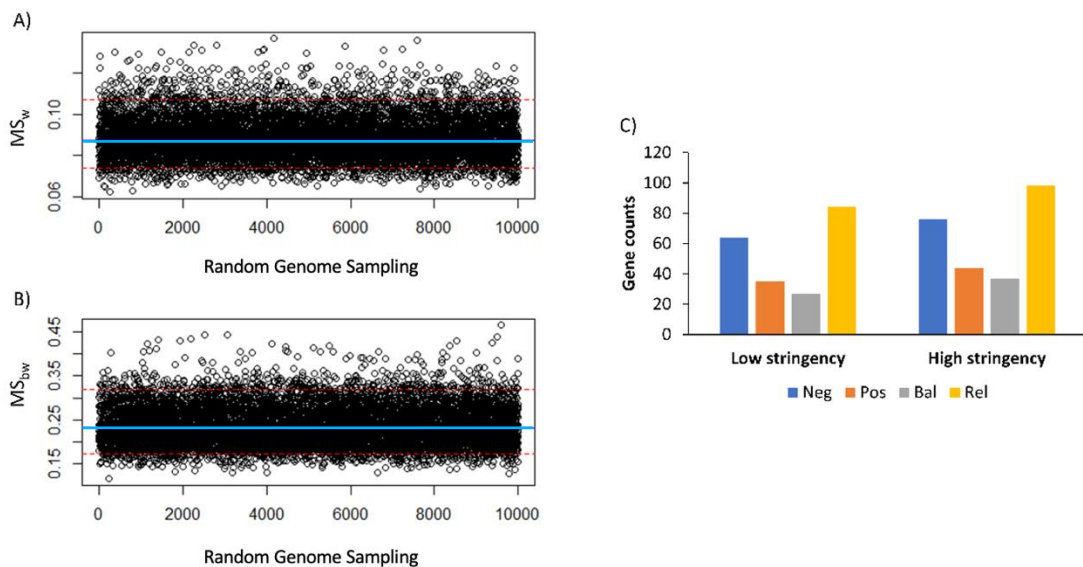 A)
MSw
0.10
0.06
0 2000 4000 6000 8000 10000
Random Genome Sampling
B)
MSbw
0.45
0.35
0.25
0.15
0 2000 4000 6000 8000 10000
Random Genome Sampling
C)
Gene counts
120
100
80
60
40
20
0
Low stringency High stringency
Neg Pos Bal Rel